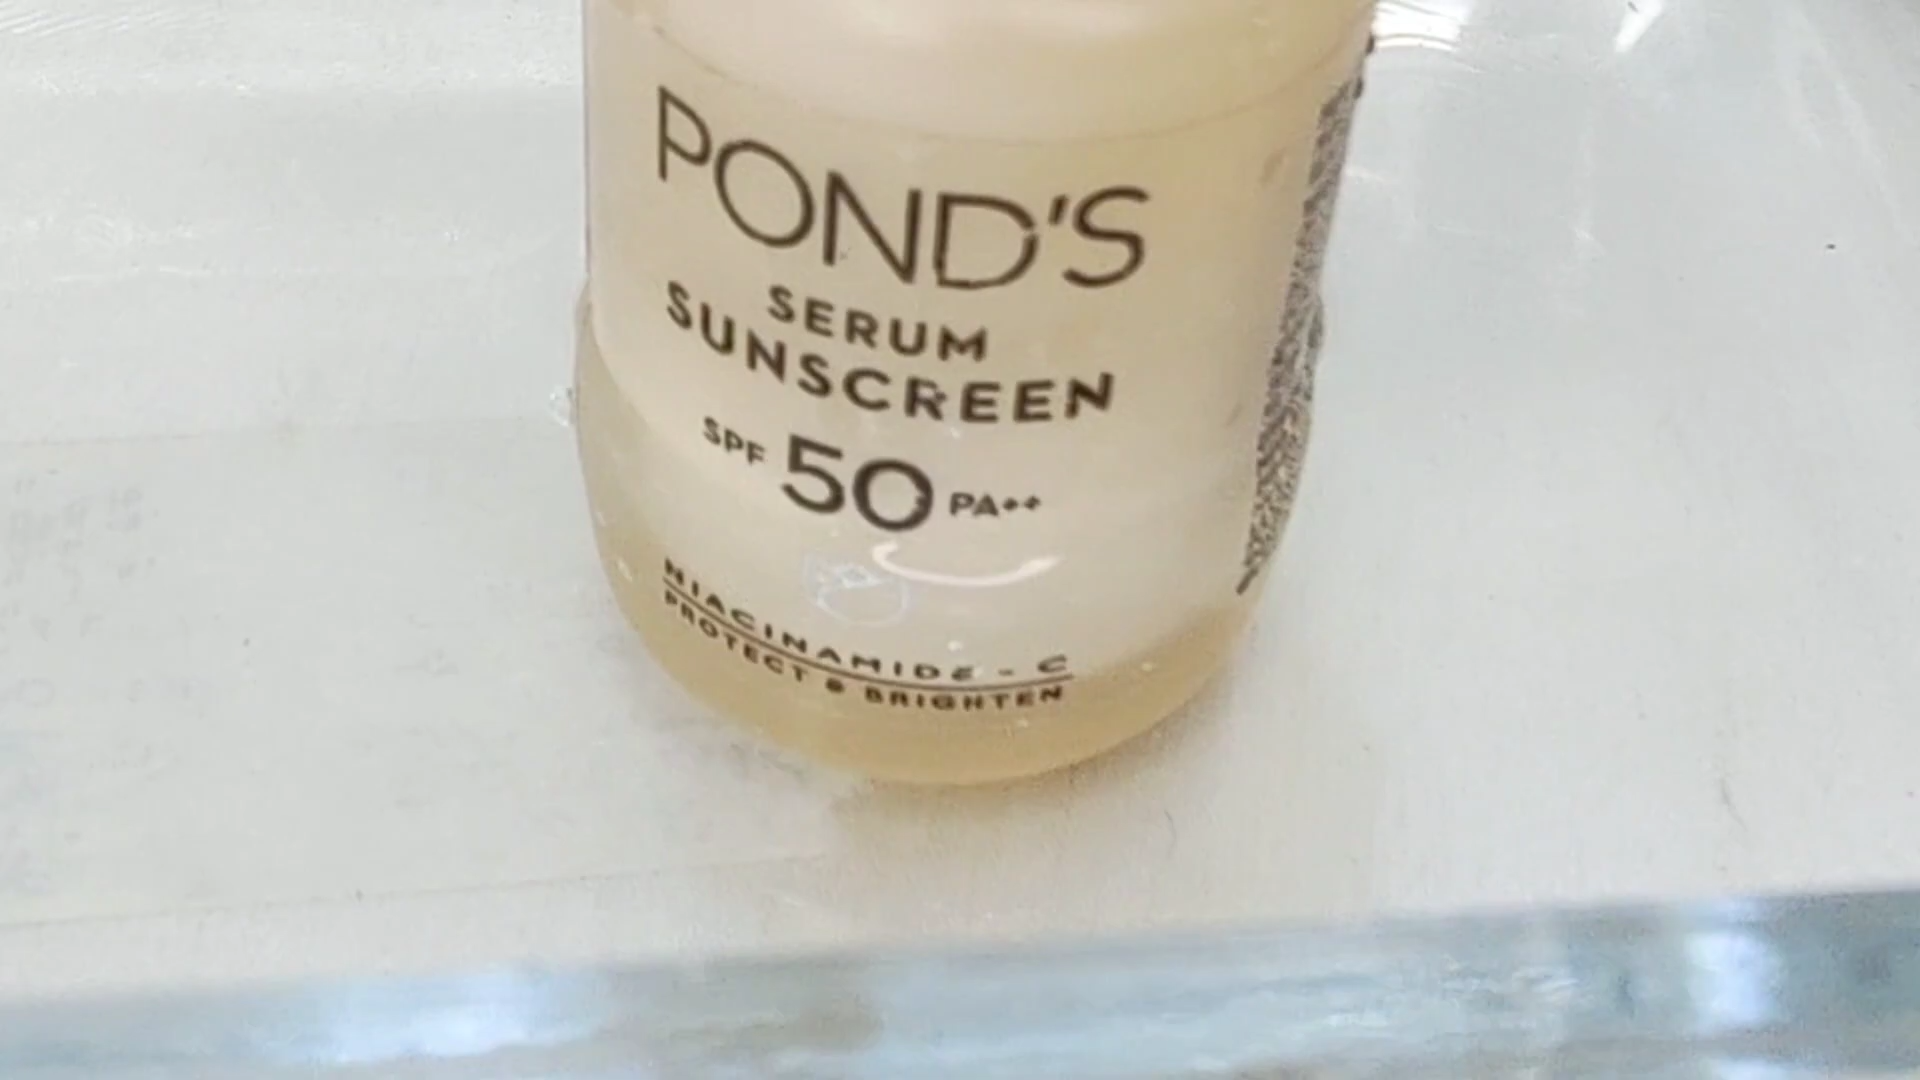 POND'S
SERUM
SUNSCREEN
SPF 50 PA++
NIACINAMIDE - C
PROTECT & BRIGHTEN